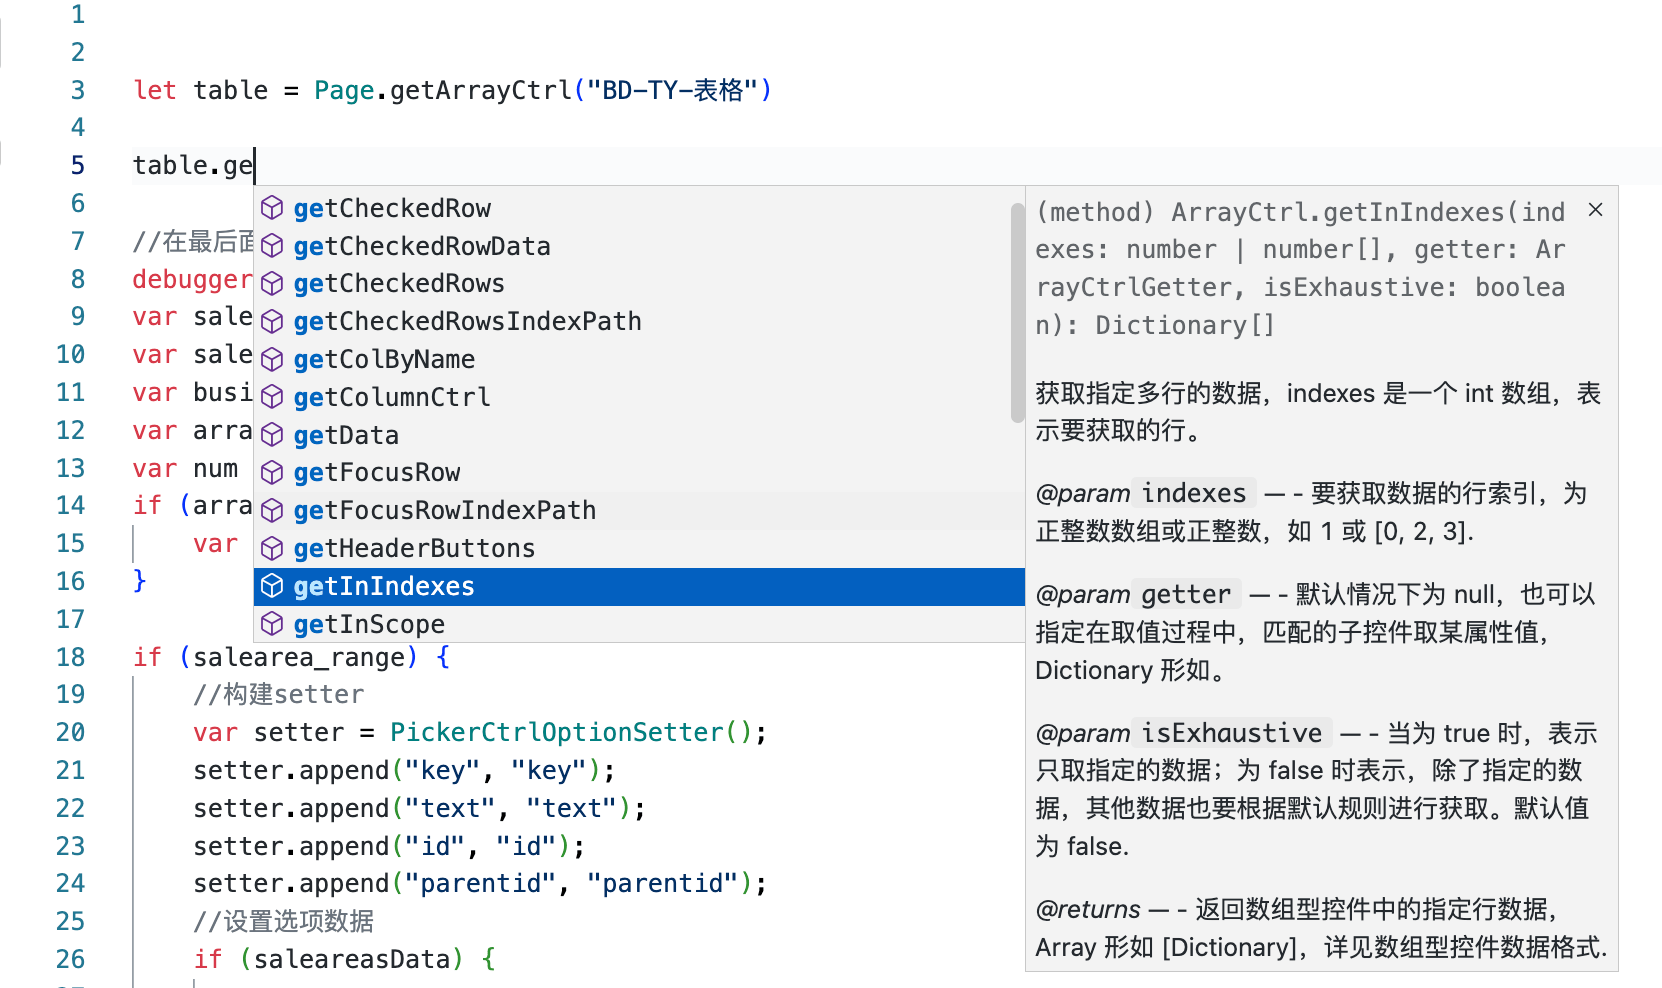 1
2
3 let table = Page.getArrayCtrl("BD-TY-表格")
4
5 table.ge
6
7 //在最后面
8 debugger
9 var sale
10 var sale
11 var busi
12 var arra
13 var num
14 if (arra
15 var
16 }
17
18 if (salearea_range) {
19 //构建setter
20 var setter = PickerCtrlOptionSetter();
21 setter.append("key", "key");
22 setter.append("text", "text");
23 setter.append("id", "id");
24 setter.append("parentid", "parentid");
25 //设置选项数据
26 if (saleareasData) {
getCheckedRow
getCheckedRowData
getCheckedRows
getCheckedRowsIndexPath
getColByName
getColumnCtrl
getData
getFocusRow
getFocusRowIndexPath
getHeaderButtons
getInIndexes
getInScope
(method) ArrayCtrl.getInIndexes(ind
exes: number | number[], getter: Ar
rayCtrlGetter, isExhaustive: boolea
n): Dictionary[]
获取指定多行的数据，indexes 是一个 int 数组，表
示要获取的行。
@param indexes — - 要获取数据的行索引，为
正整数数组或正整数，如 1 或 [0, 2, 3].
@param getter — - 默认情况下为 null，也可以
指定在取值过程中，匹配的子控件取某属性值，
Dictionary 形如。
@param isExhaustive — - 当为 true 时，表示
只取指定的数据；为 false 时表示，除了指定的数
据，其他数据也要根据默认规则进行获取。默认值
为 false.
@returns — - 返回数组型控件中的指定行数据，
Array 形如 [Dictionary]，详见数组型控件数据格式.